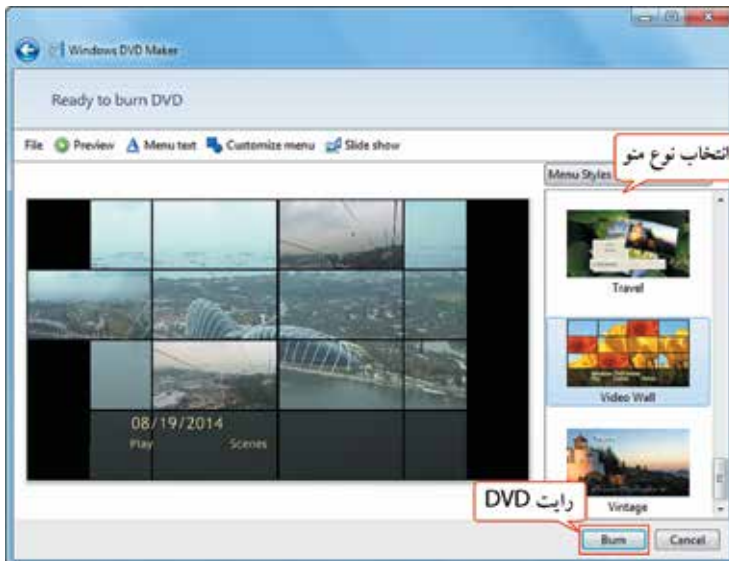 Windows DVD Maker
Ready to burn DVD
File Preview Menu text Customize menu Slide show
انتخاب نوع منو
Menu Styles
Travel
Video Wall
08/19/2014
Play Scenes
Vintage
رایت DVD
Burn Cancel